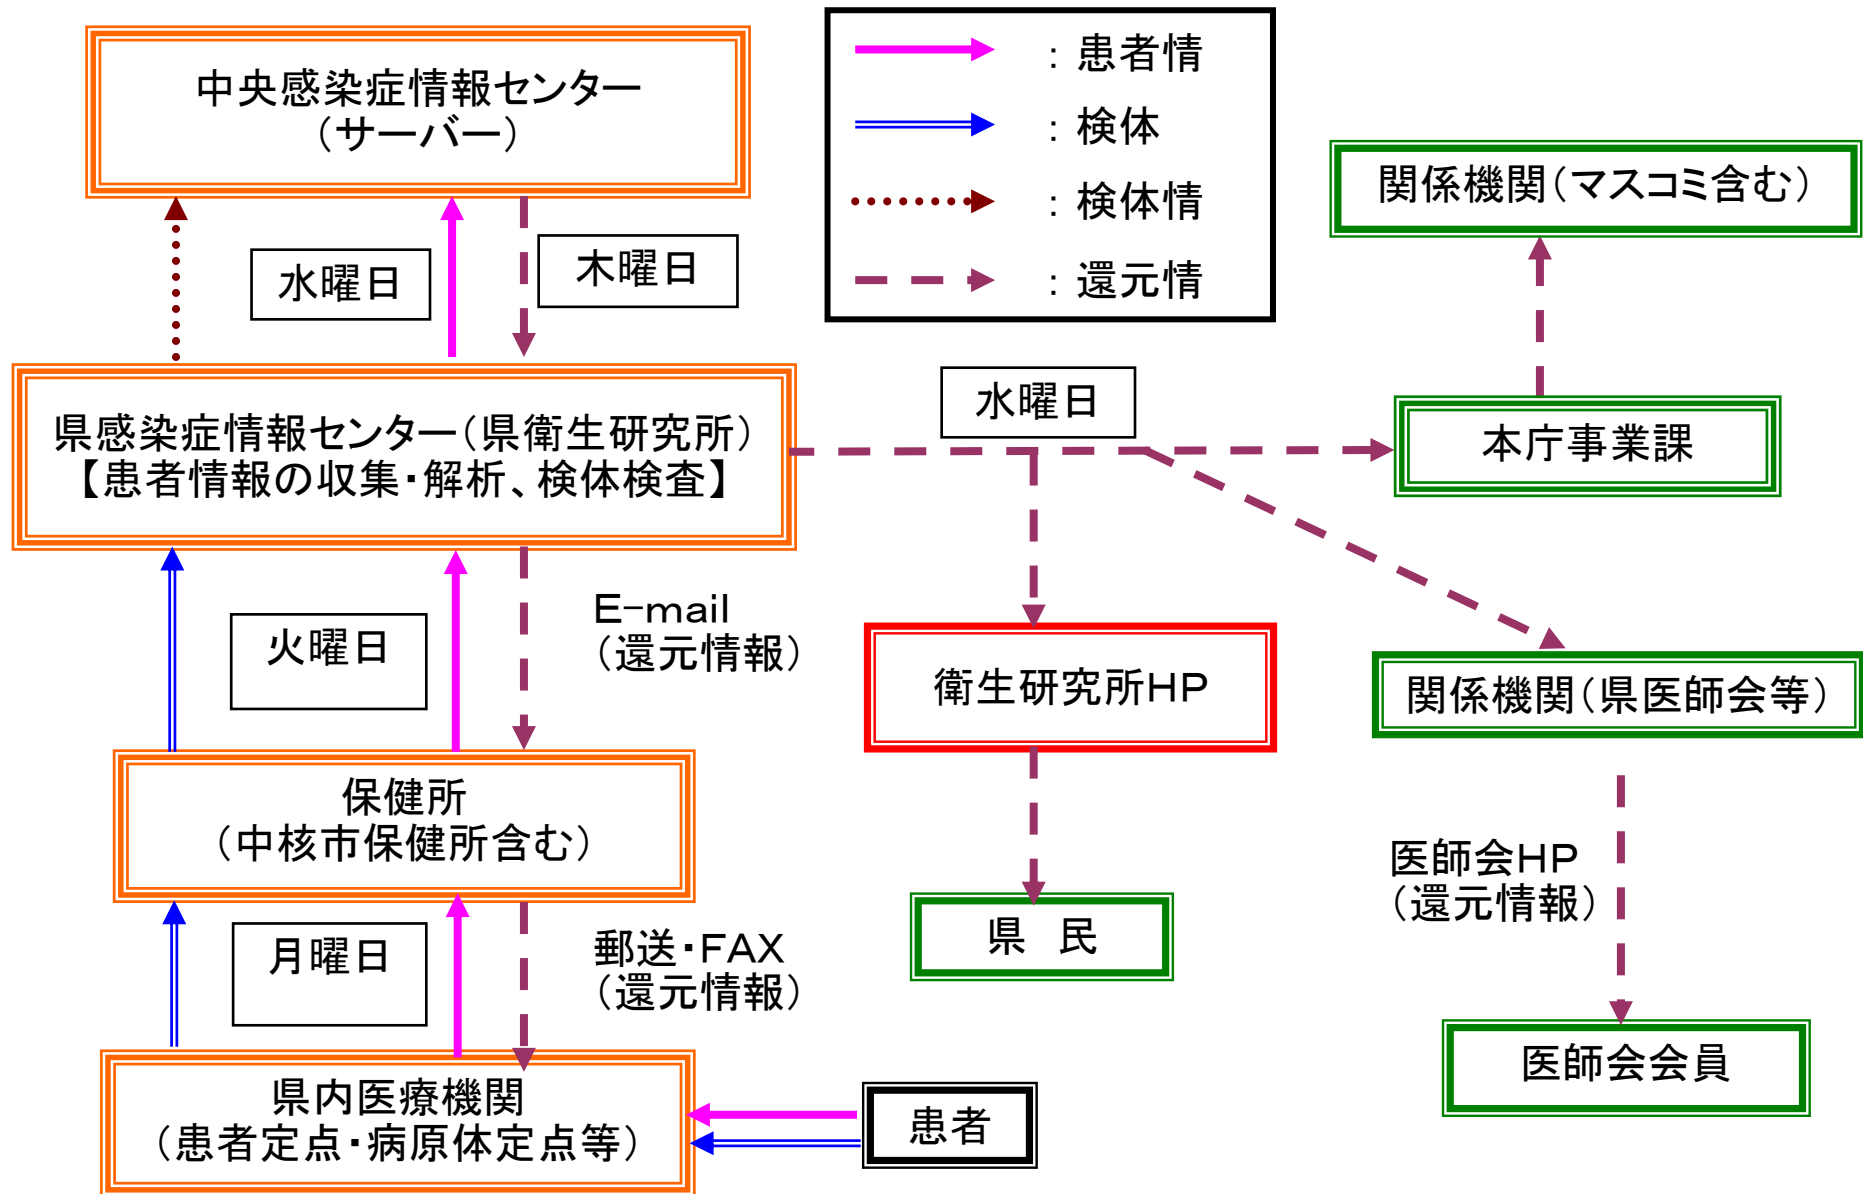 中央感染症情報センター
（サーバー）
：患者情
：検体
：検体情
：還元情
関係機関（マスコミ含む）
水曜日
木曜日
県感染症情報センター（県衛生研究所）
【患者情報の収集・解析、検体検査】
水曜日
本庁事業課
火曜日
E-mail
（還元情報）
衛生研究所HP
関係機関（県医師会等）
保健所
（中核市保健所含む）
医師会HP
（還元情報）
月曜日
郵送・FAX
（還元情報）
県　民
県内医療機関
（患者定点・病原体定点等）
患者
医師会会員